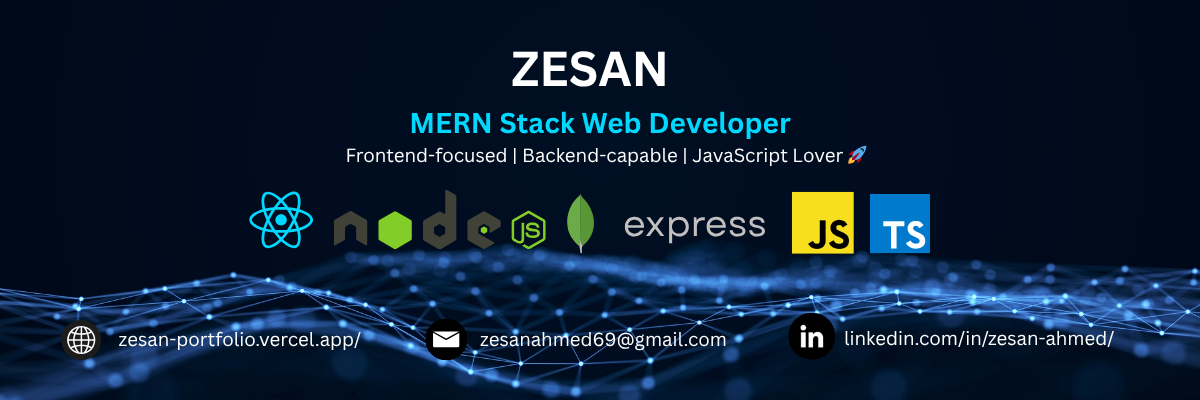 ZESAN
MERN Stack Web Developer
Frontend-focused | Backend-capable | JavaScript Lover 🚀
node JS express JS TS
zesan-portfolio.vercel.app/ zesanahmed69@gmail.com linkedin.com/in/zesan-ahmed/